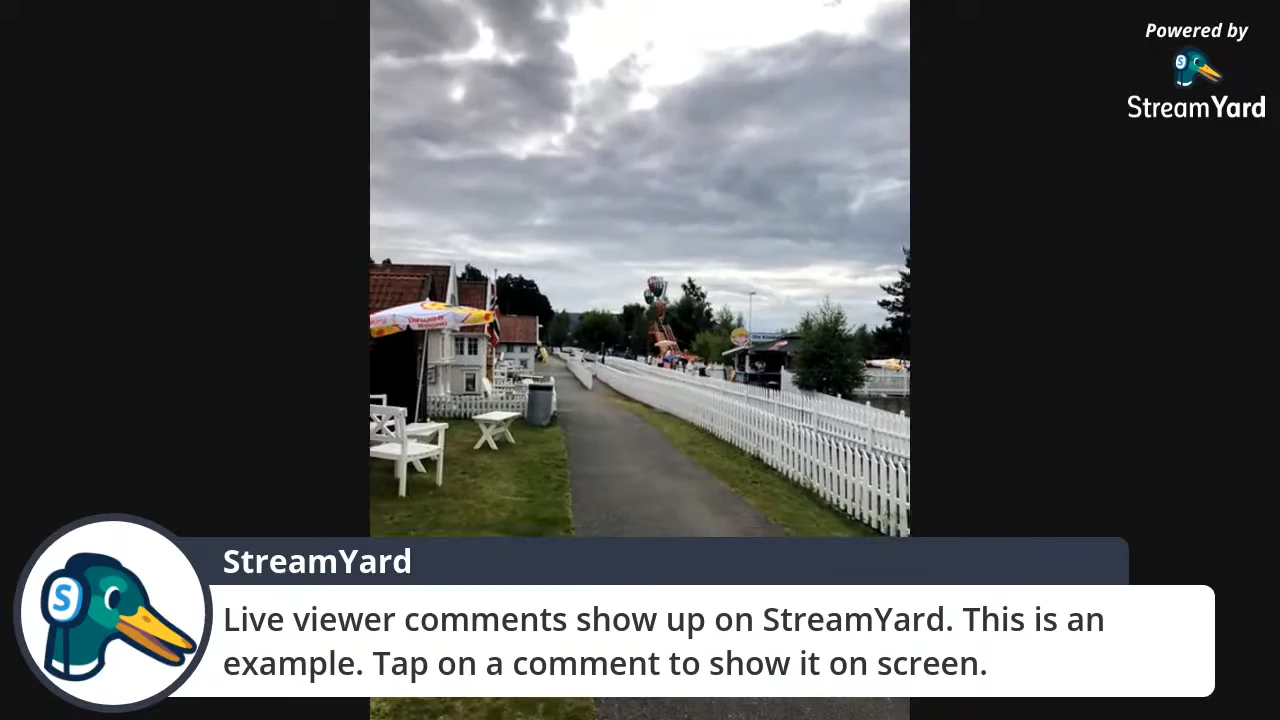 Powered by
StreamYard
StreamYard
Live viewer comments show up on StreamYard. This is an
example. Tap on a comment to show it on screen.